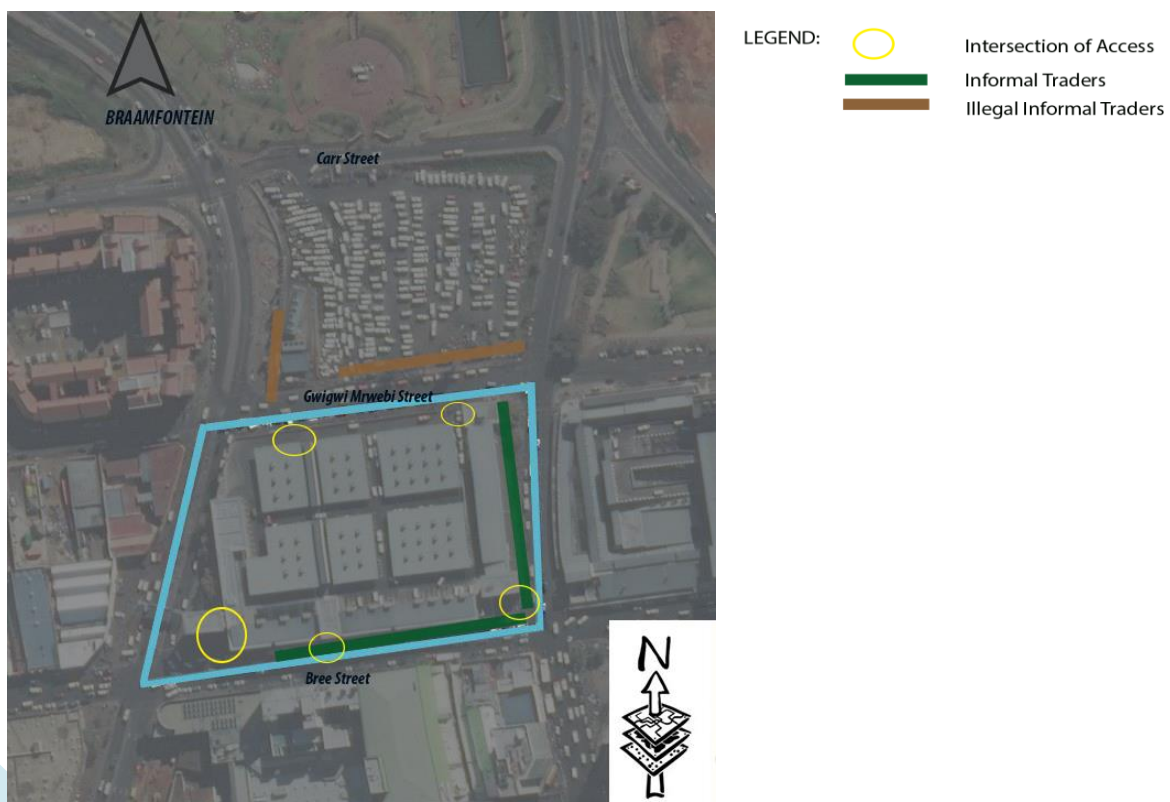 LEGEND:
Intersection of Access
Informal Traders
Illegal Informal Traders
BRAAMFONTEIN
Carr Street
Gwigwi Mrwebi Street
Bree Street
N